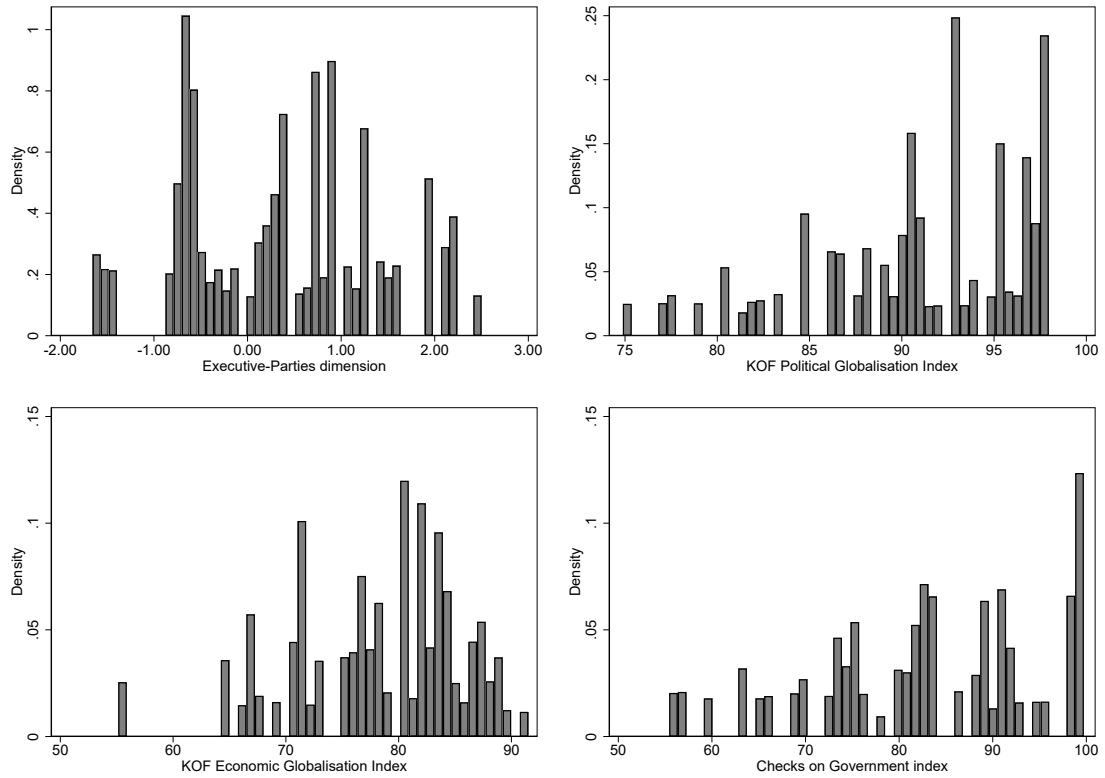 Density
0 .2 .4 .6 .8 1
-2.00 -1.00 0.00 1.00 2.00 3.00
Executive-Parties dimension
Density
0 .05 .1 .15 .2 .25
75 80 85 90 95 100
KOF Political Globalisation Index
Density
0 .05 .1 .15
50 60 70 80 90
KOF Economic Globalisation Index
Density
0 .05 .1 .15
50 60 70 80 90 100
Checks on Government index